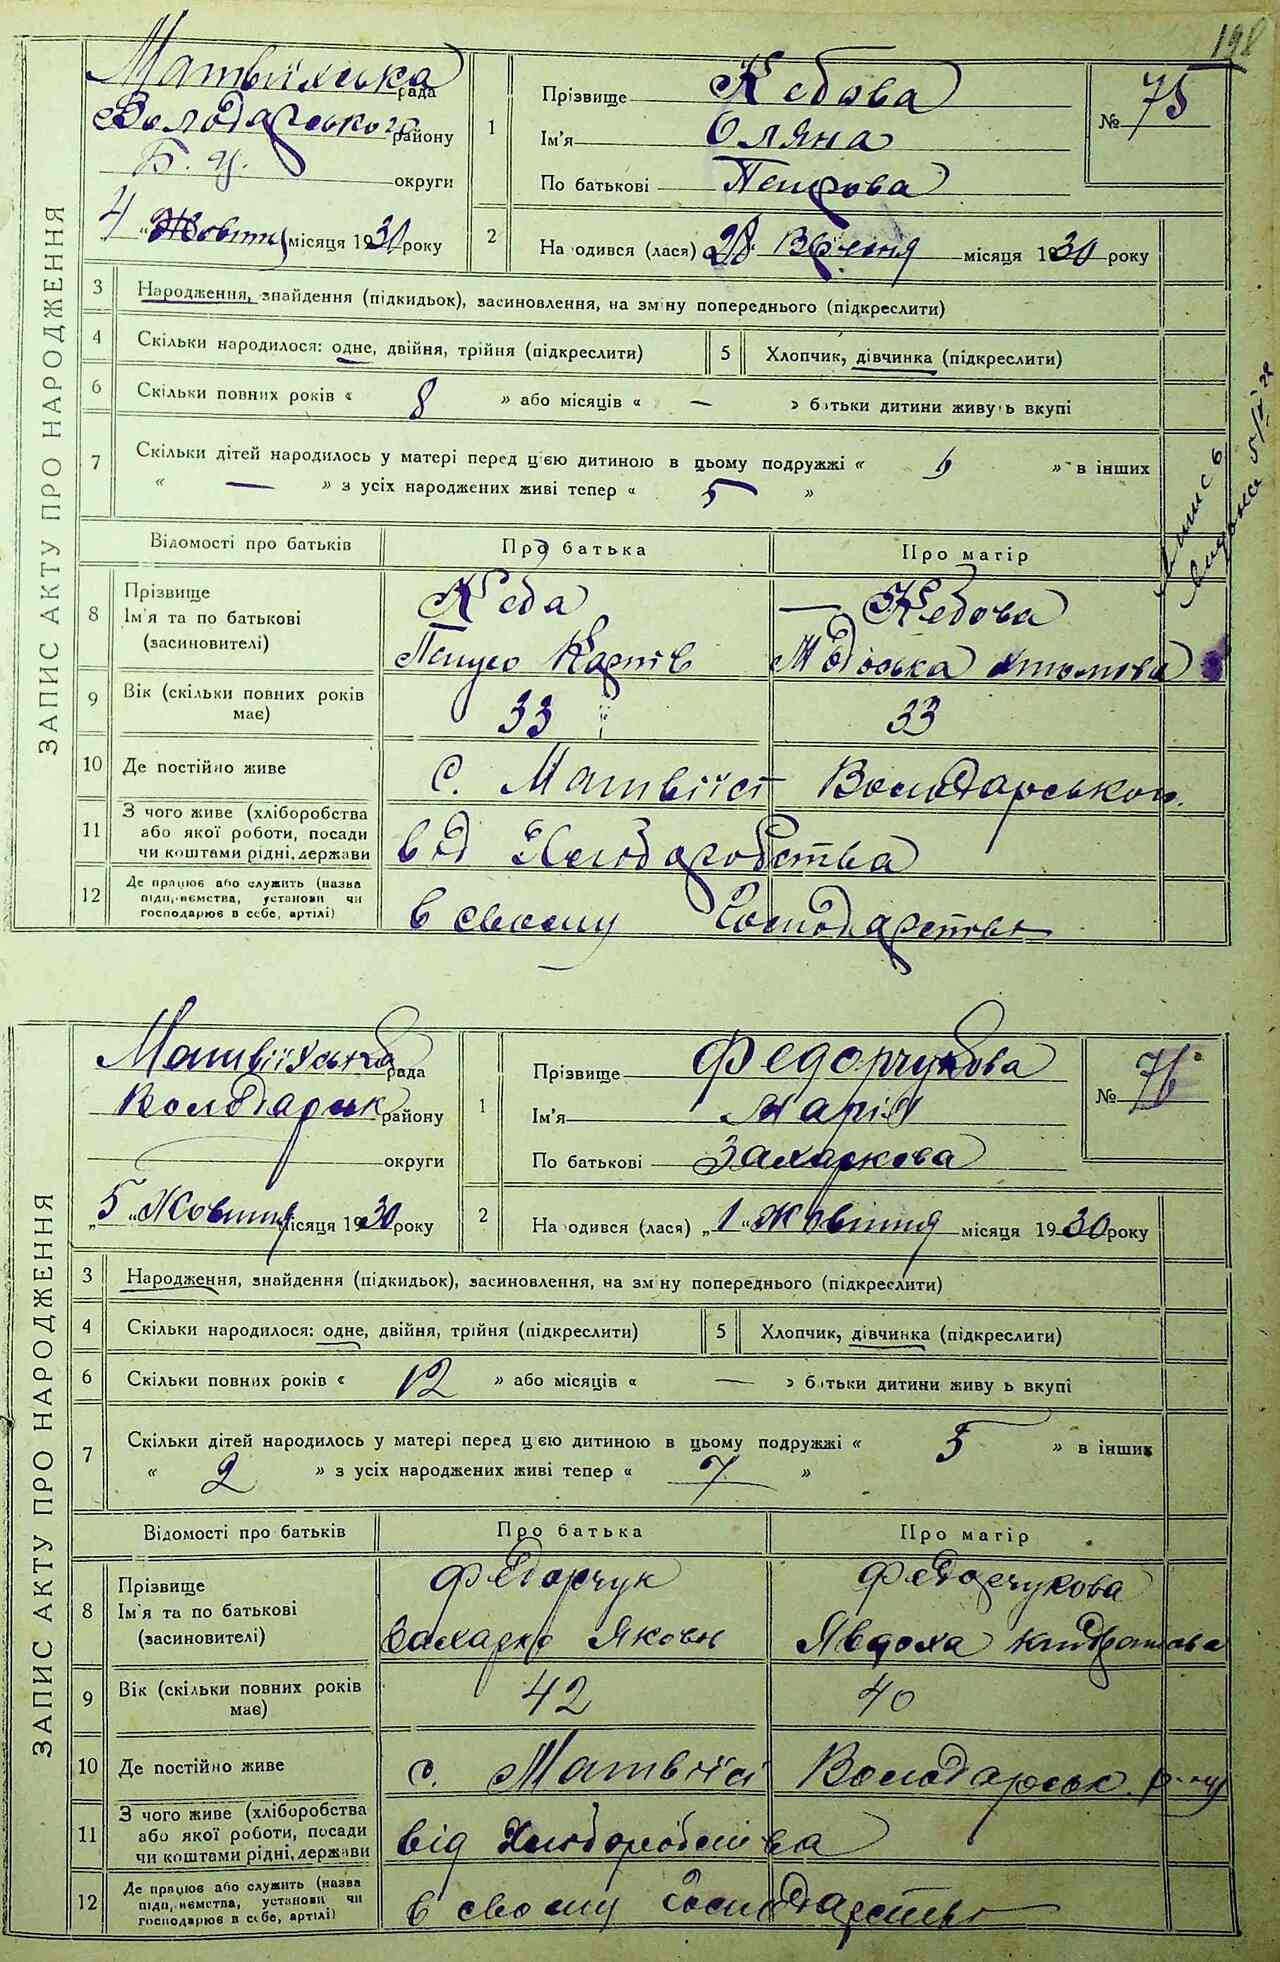 198
ЗАПИС АКТУ ПРО НАРОДЖЕННЯ
Матвіїхська рада
Володарського району
Б. Ц. округи
4 " Жовтня місяця 1930 року
1
Прізвище Кебова
Ім'я Оляна
По батькові Петрова
№ 75
2
Народився (лася) 28 Вересня місяця 1930 року
3 Народження, знайдення (підкидьок), засиновлення, на зміну попереднього (підкреслити)
4 Скільки народилося: одне, двійня, трійня (підкреслити)
5 Хлопчик, дівчинка (підкреслити)
6 Скільки повних років « 8 » або місяців « — » батьки дитини живуть вкупі
7 Скільки дітей народилось у матері перед цією дитиною в цьому подружжі « 6 » в інших
« — » з усіх народжених живі тепер « 5 »
Відомості про батьків Про батька Про матір
8 Прізвище
Ім'я та по батькові
(засиновителі)
Кеба
Петро Карпів
— Кебова
Модоська
9 Вік (скільки повних років
має)
33 33
10 Де постійно живе с. Матвіїсі Володарськог.
11 З чого живе (хліборобства
або якої роботи, посади
чи коштами рідні, держави
від Хліборобства
12 Де працює або служить (назва
підприємства, установи чи
господарює в себе, артілі)
в своєму Господарстві
ЗАПИС АКТУ ПРО НАРОДЖЕННЯ
Матвіїхська рада
Володарськ району
округи
„ 5 " Жовтня місяця 1930 року
1
Прізвище Федорчукова
Ім'я Марія
По батькові Захаркова
№ 76
2
Народився (лася) „ 1 " Жовтня місяця 1930 року
3 Народження, знайдення (підкидьок), засиновлення, на зміну попереднього (підкреслити)
4 Скільки народилося: одне, двійня, трійня (підкреслити)
5 Хлопчик, дівчинка (підкреслити)
6 Скільки повних років « 12 » або місяців « — » батьки дитини живуть вкупі
7 Скільки дітей народилось у матері перед цією дитиною в цьому подружжі « 5 » в інших
« 2 » з усіх народжених живі тепер « 7 »
Відомості про батьків Про батька Про матір
8 Прізвище
Ім'я та по батькові
(засиновителі)
Федорчук
Захарко Яковн
Федорчукова
Явдоха Кіндратова
9 Вік (скільки повних років
має)
42 40
10 Де постійно живе с. Матвіїсі Володарськ. р-ну
11 З чого живе (хліборобства
або якої роботи, посади
чи коштами рідні, держави
від Хліборобства
12 Де працює або служить (назва
підприємства, установи чи
господарює в себе, артілі)
в своєму Господарстві